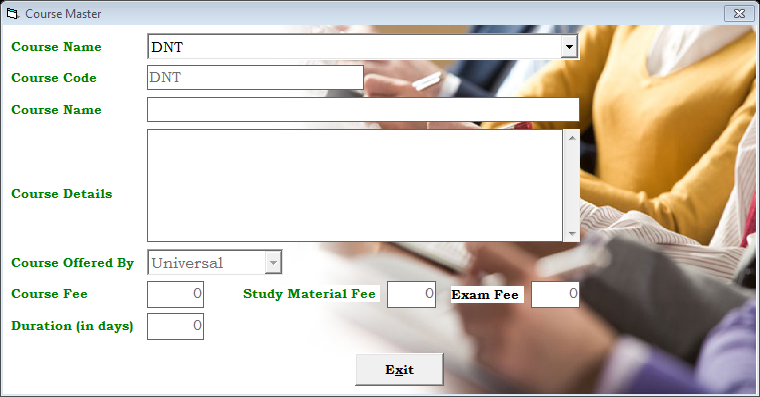 Course Master
Course Name DNT
Course Code DNT
Course Name
Course Details
Course Offered By Universal
Course Fee 0 Study Material Fee 0 Exam Fee 0
Duration (in days) 0
Exit